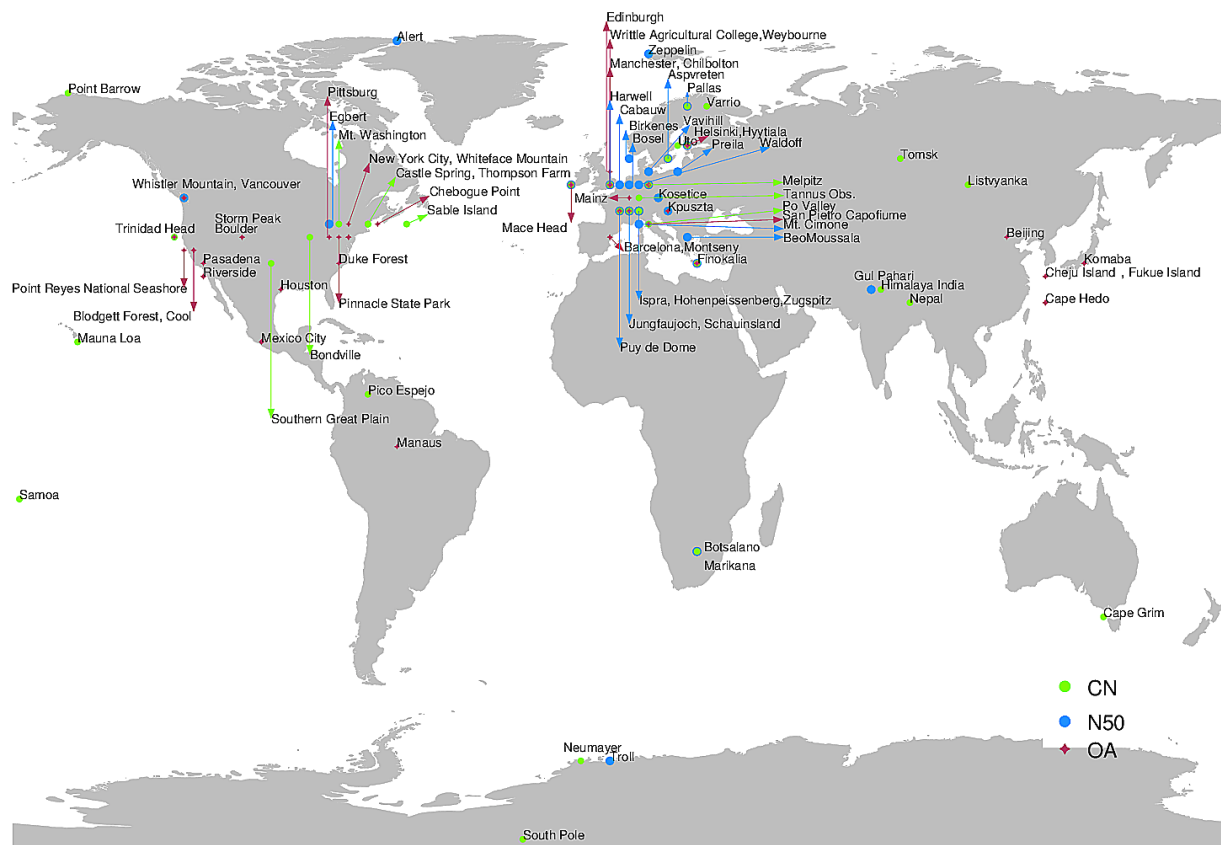 Edinburgh
Alert
Writtle Agricultural College,Weybourne
Zeppelin
Manchester, Chilbolton
Aspvreten
Point Barrow
Pittsburg
Pallas
Harwell
Varrio
Egbert
Cabauw
Mt. Washington
Birkenes
Vavihill
Bosel
Uto
Helsinki,Hyytiala
Preila
Waldoff
New York City, Whiteface Mountain
Tomsk
Castle Spring, Thompson Farm
Whistler Mountain, Vancouver
Chebogue Point
Mainz
Kosetice
Melpitz
Listvyanka
Sable Island
Kpuszta
Tannus Obs.
Po Valley
Storm Peak
San Pietro Capofiume
Trinidad Head
Boulder
Mace Head
Mt. Cimone
BeoMoussala
Beijing
Barcelona,Montseny
Pasadena
Duke Forest
Finokalia
Komaba
Riverside
Gul Pahari
Cheju Island , Fukue Island
Point Reyes National Seashore
Houston
Himalaya India
Pinnacle State Park
Ispra, Hohenpeissenberg,Zugspitz
Nepal
Cape Hedo
Blodgett Forest, Cool
Jungfaujoch, Schauinsland
Mauna Loa
Mexico City
Puy de Dome
Bondville
Pico Espejo
Southern Great Plain
Manaus
Samoa
Botsalano
Marikana
Cape Grim
CN
N50
OA
Neumayer
Troll
South Pole